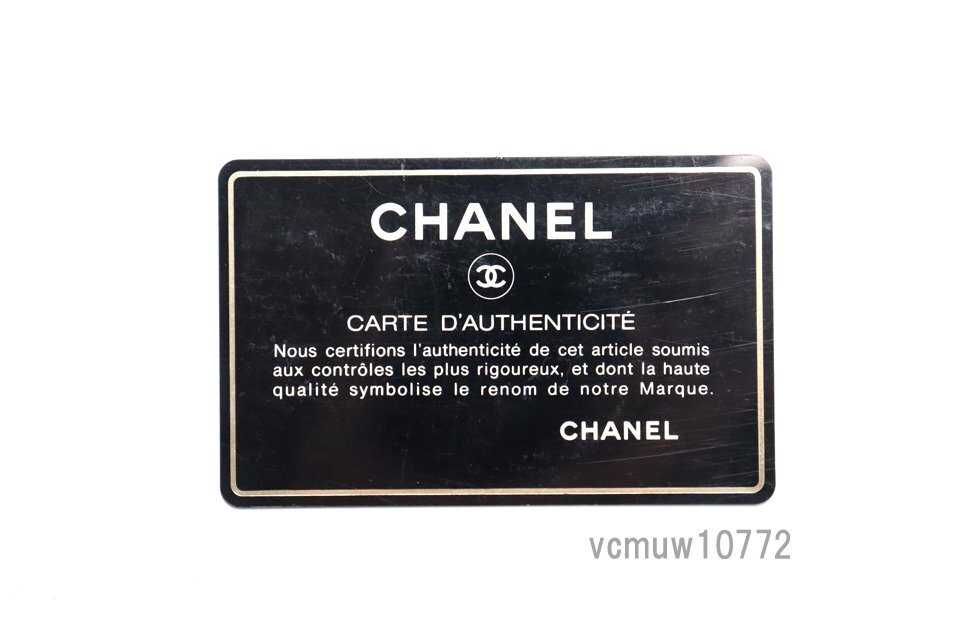 CHANEL
CARTE D'AUTHENTICITÉ
Nous certifions l'authenticité de cet article soumis
aux contrôles les plus rigoureux, et dont la haute
qualité symbolise le renom de notre Marque.
CHANEL
vcmuw10772